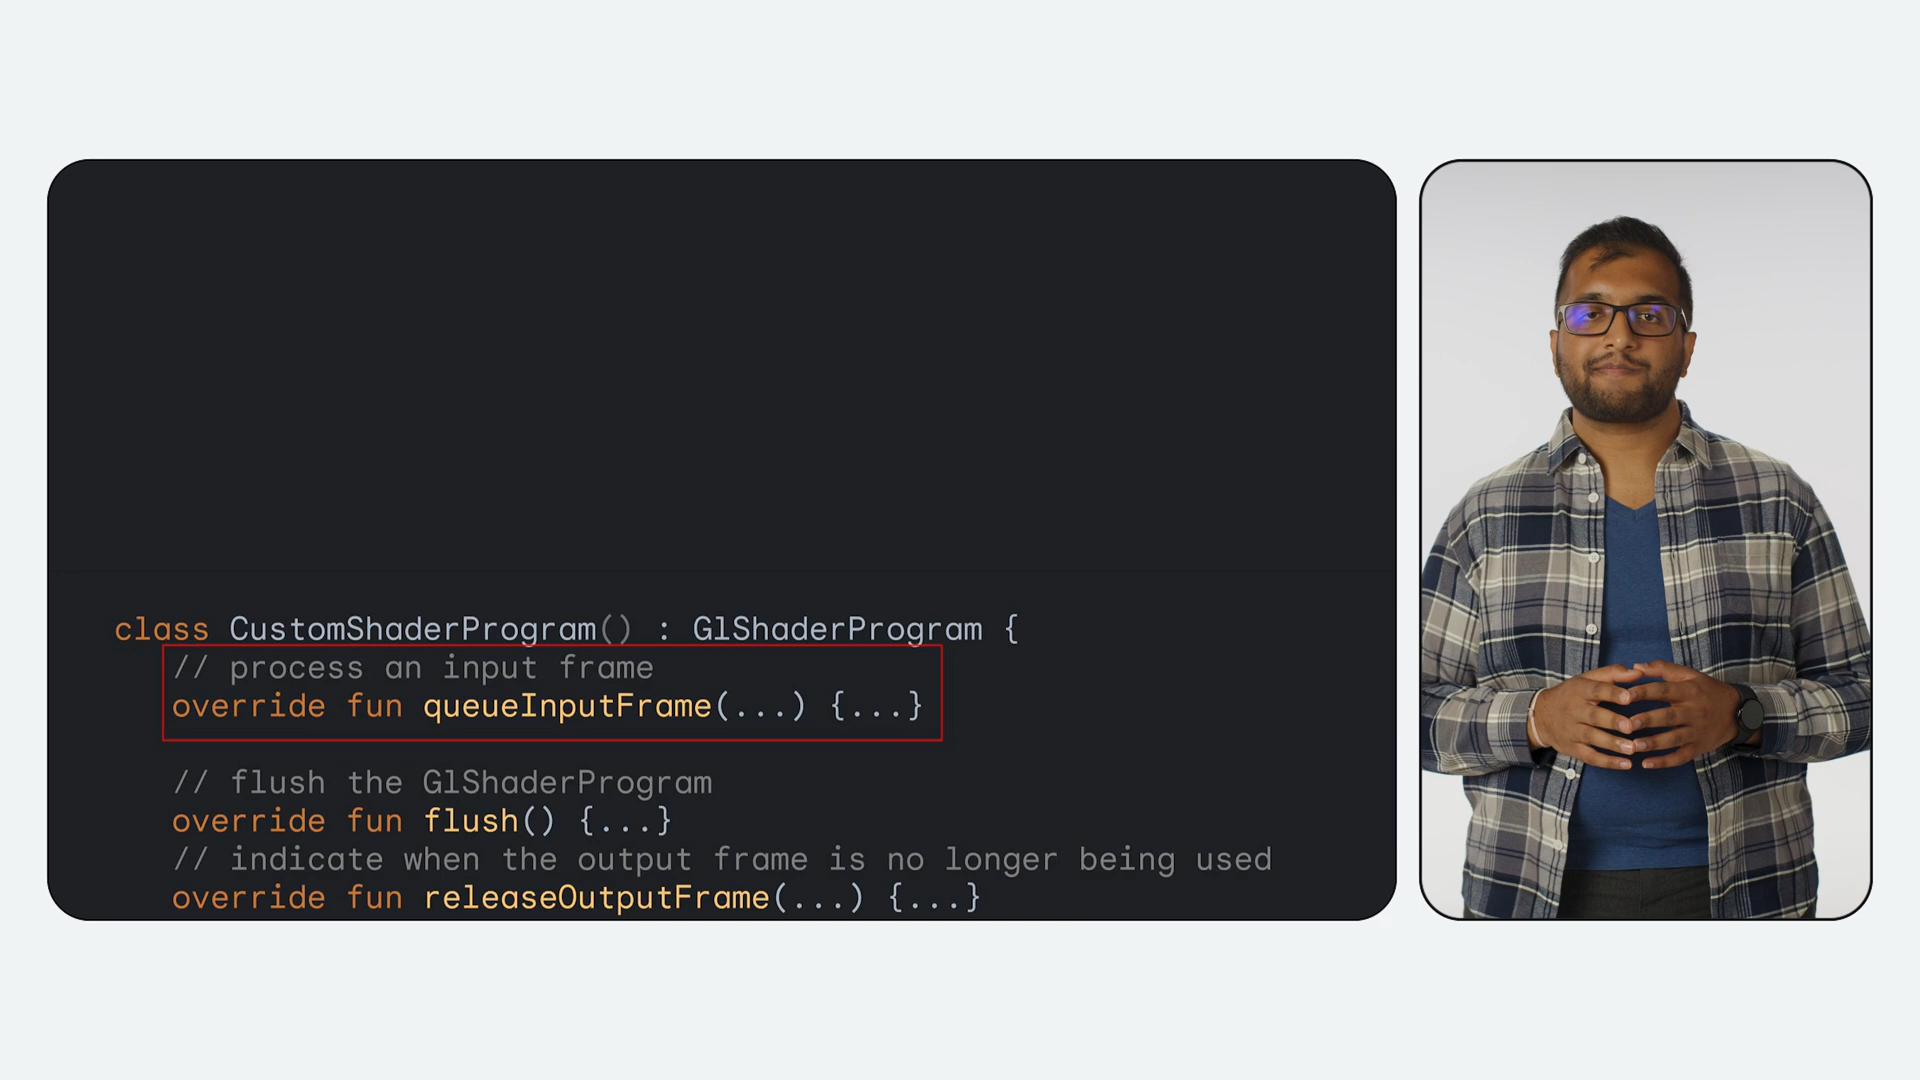 class CustomShaderProgram() : GlShaderProgram {
// process an input frame
override fun queueInputFrame(...) {...}
// flush the GlShaderProgram
override fun flush() {...}
// indicate when the output frame is no longer being used
override fun releaseOutputFrame(...) {...}